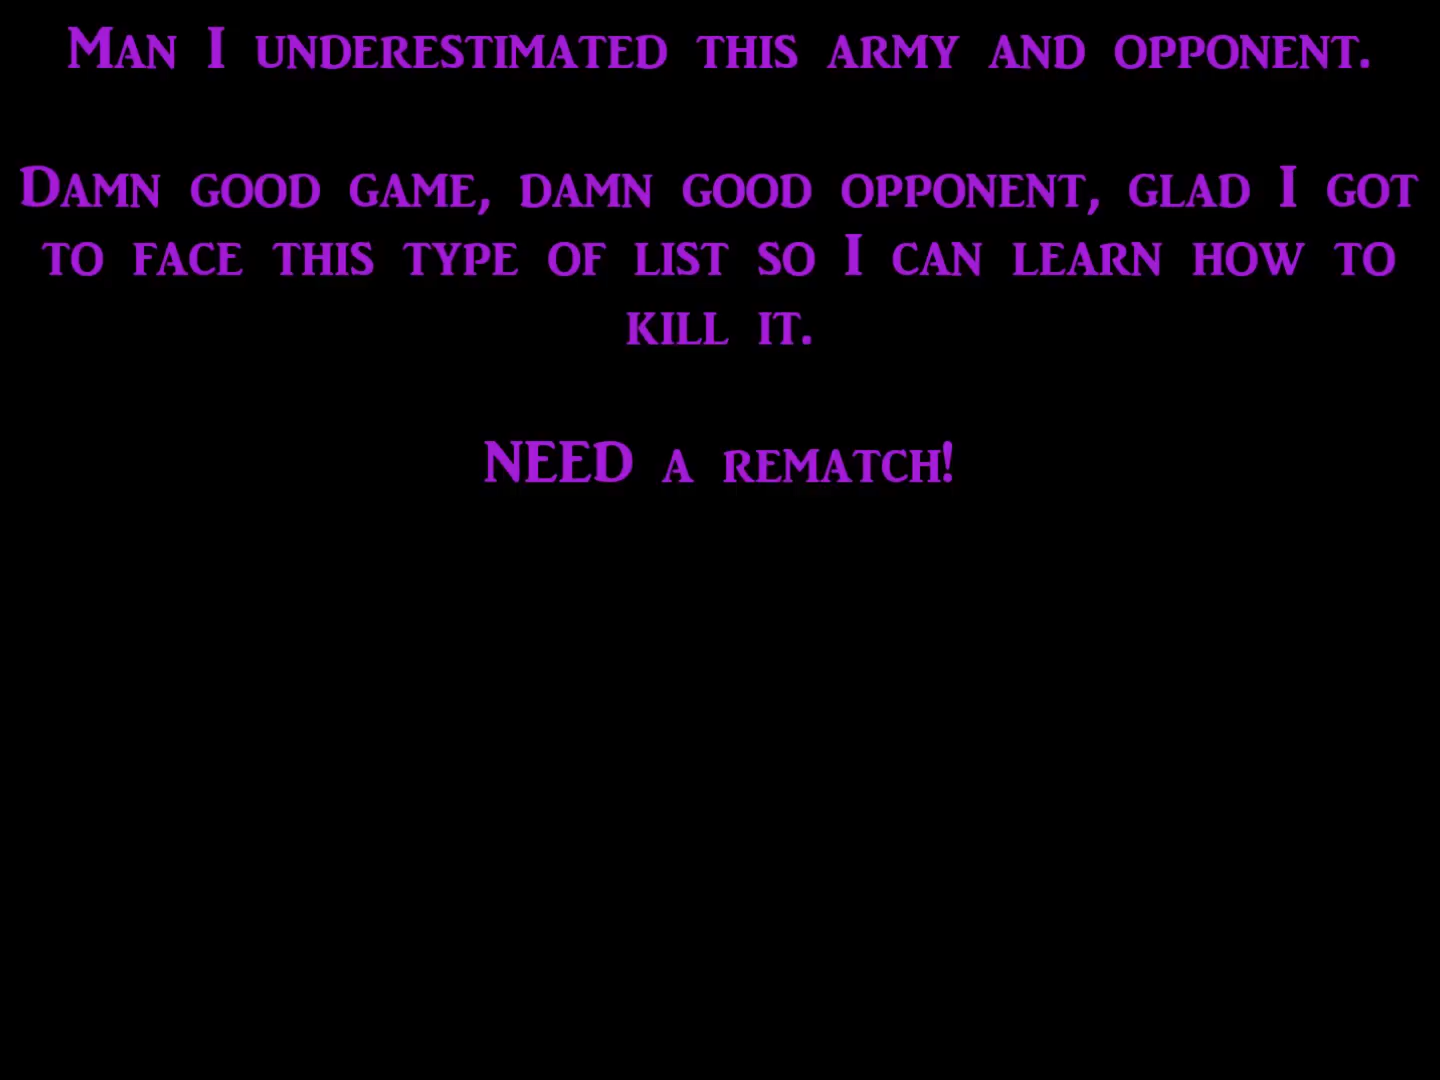 Man I underestimated this army and opponent.
Damn good game, damn good opponent, glad I got
to face this type of list so I can learn how to
kill it.
NEED a rematch!